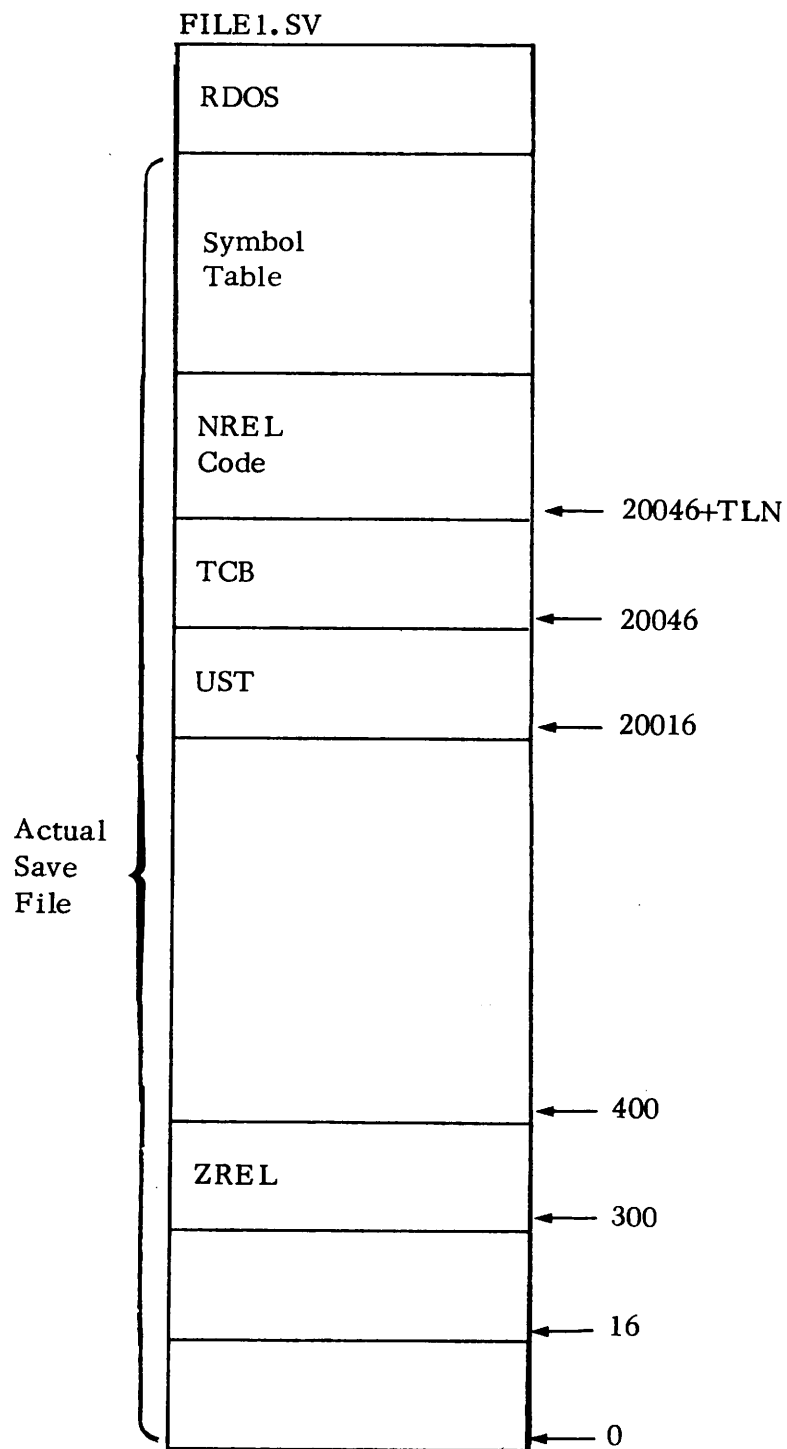 FILE1.SV
RDOS
Symbol
Table
NREL
Code
20046+TLN
TCB
20046
UST
20016
Actual
Save
File
400
ZREL
300
16
0